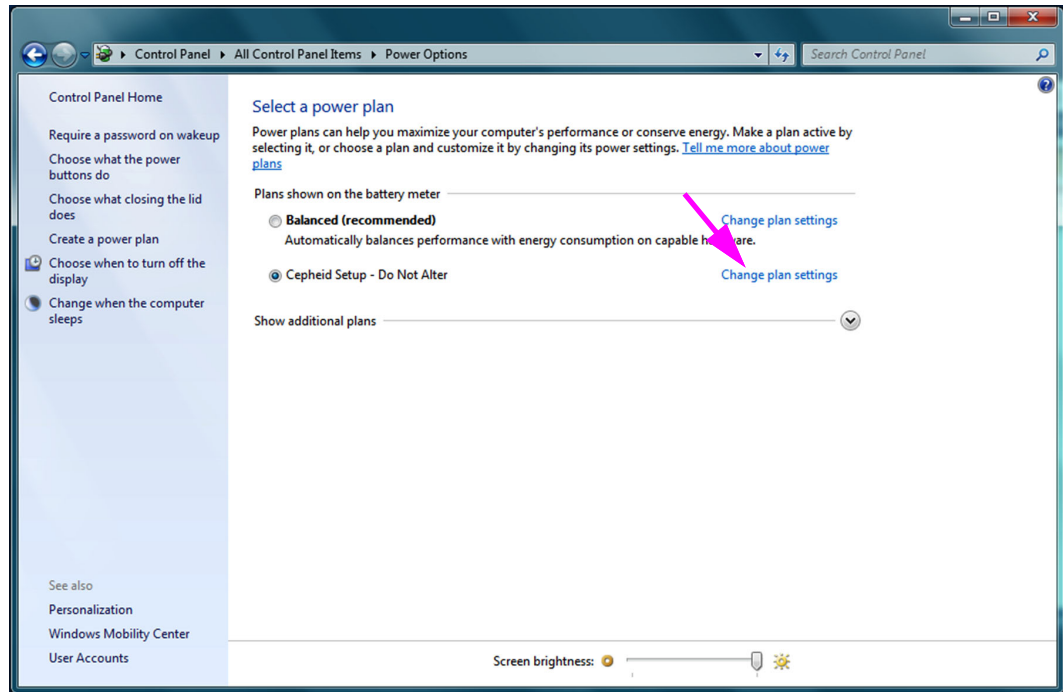 Control Panel
All Control Panel Items
Power Options
Search Control Panel
Control Panel Home
Require a password on wakeup
Choose what the power
buttons do
Choose what closing the lid
does
Create a power plan
Choose when to turn off the
display
Change when the computer
sleeps
See also
Personalization
Windows Mobility Center
User Accounts
Select a power plan
Power plans can help you maximize your computer's performance or conserve energy. Make a plan active by
selecting it, or choose a plan and customize it by changing its power settings. Tell me more about power
plans
Plans shown on the battery meter
Balanced (recommended)
Change plan settings
Automatically balances performance with energy consumption on capable
Cepheid Setup - Do Not Alter
Change plan settings
Show additional plans
Screen brightness: